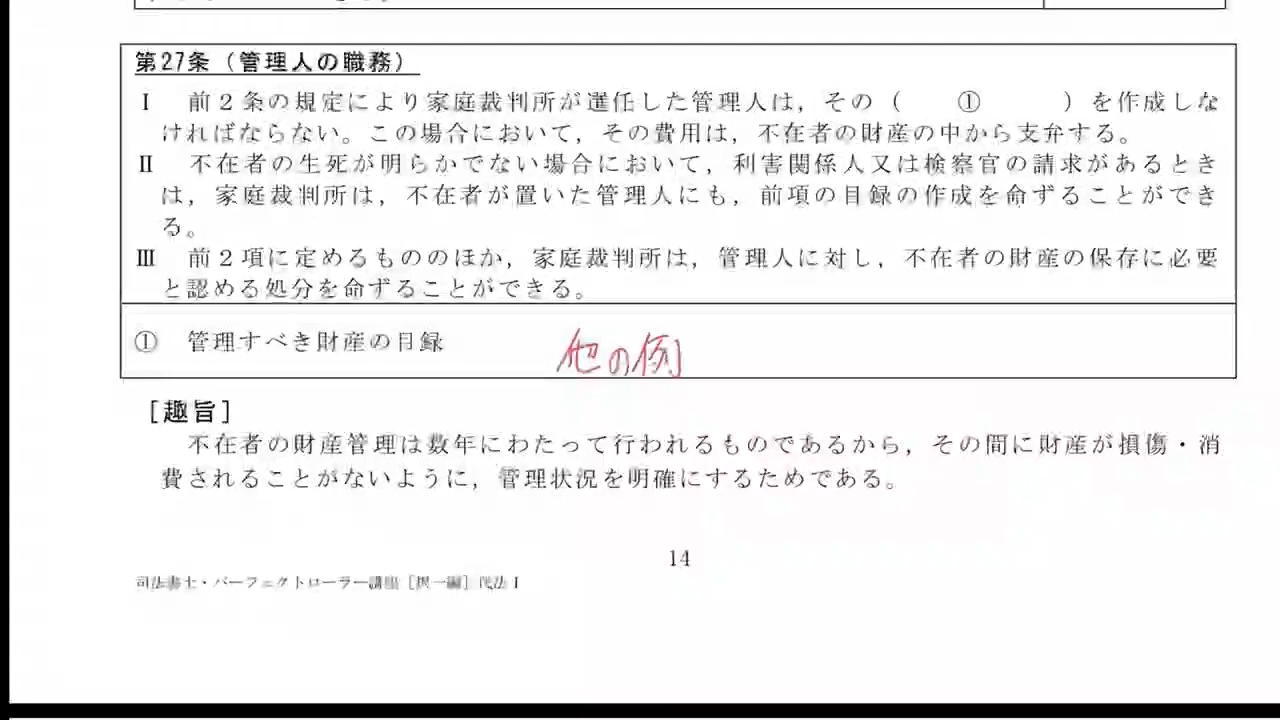 第27条（管理人の職務）
Ⅰ　前２条の規定により家庭裁判所が選任した管理人は，その（　①　）を作成しな
ければならない。この場合において，その費用は，不在者の財産の中から支弁する。
Ⅱ　不在者の生死が明らかでない場合において，利害関係人又は検察官の請求があるとき
は，家庭裁判所は，不在者が置いた管理人にも，前項の目録の作成を命ずることができ
る。
Ⅲ　前２項に定めるもののほか，家庭裁判所は，管理人に対し，不在者の財産の保存に必要
と認める処分を命ずることができる。
①　管理すべき財産の目録
他の例
［趣旨］
不在者の財産管理は数年にわたって行われるものであるから，その間に財産が損傷・消
費されることがないように，管理状況を明確にするためである。
14
司法書士・パーフェクトローラー講座［択一編］民法Ⅰ